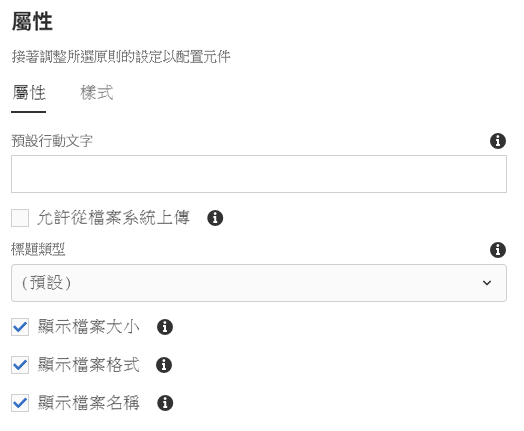 屬性
接著調整所選原則的設定以配置元件
屬性 樣式
預設行動文字
允許從檔案系統上傳
標題類型
(預設)
顯示檔案大小
顯示檔案格式
顯示檔案名稱